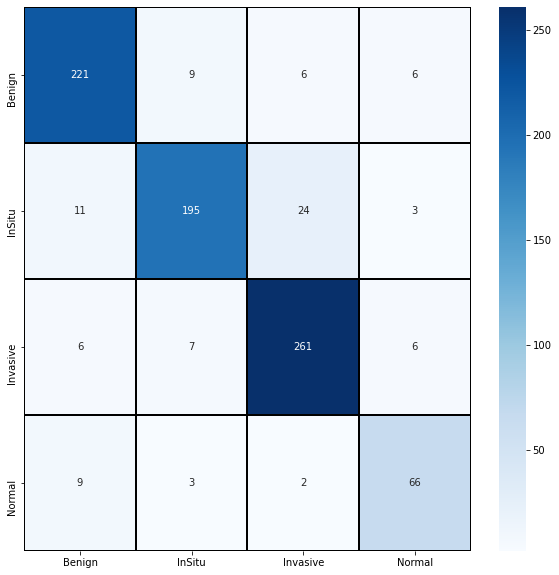 250
Benign 221 9 6 6
200
InSitu 11 195 24 3
150
Invasive 6 7 261 6
100
50
Normal 9 3 2 66
Benign InSitu Invasive Normal